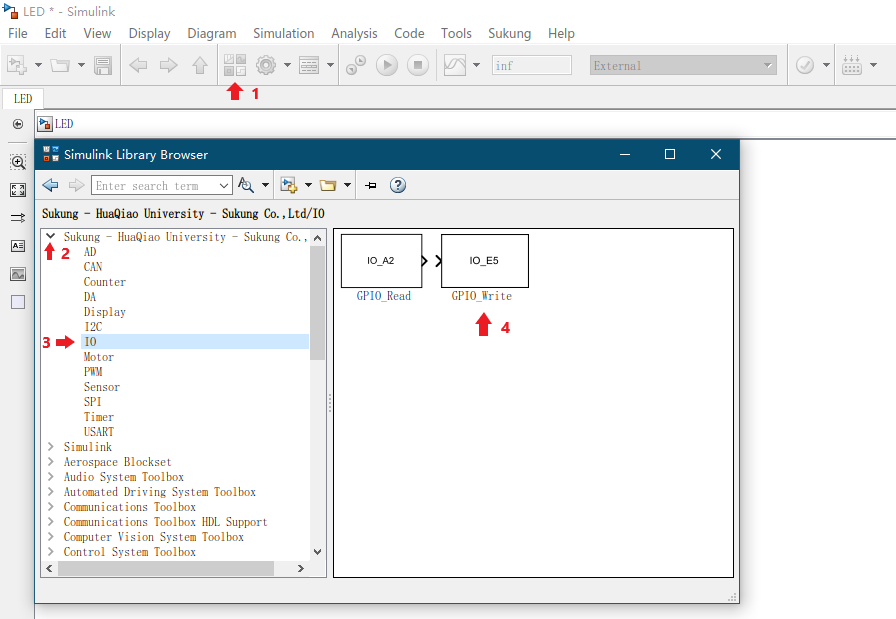 LED * - Simulink
File Edit View Display Diagram Simulation Analysis Code Tools Sukung Help
inf External
1
LED
LED
Simulink Library Browser
Enter search term
Sukung - HuaQiao University - Sukung Co.,Ltd/IO
Sukung - HuaQiao University - Sukung Co.,
2
AD
CAN
Counter
DA
Display
I2C
3 IO
Motor
PWM
Sensor
SPI
Timer
USART
Simulink
Aerospace Blockset
Audio System Toolbox
Automated Driving System Toolbox
Communications Toolbox
Communications Toolbox HDL Support
Computer Vision System Toolbox
Control System Toolbox
IO_A2 IO_E5
GPIO_Read GPIO_Write
4